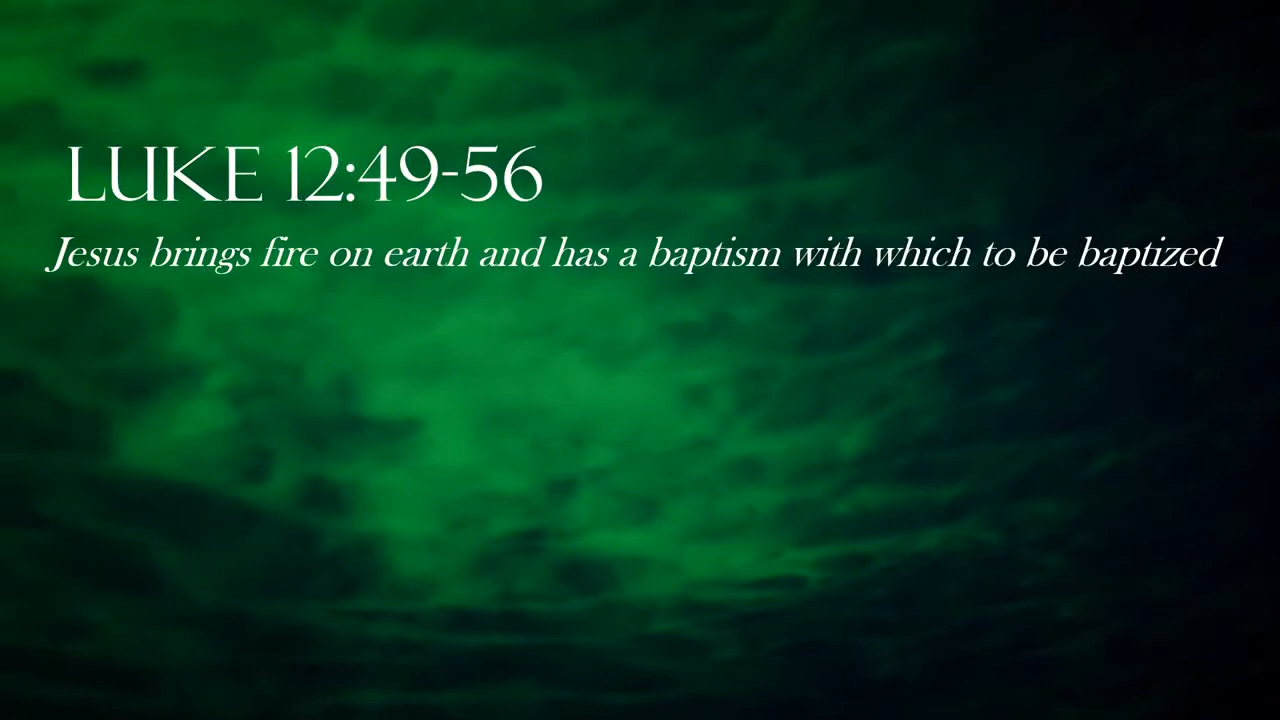 LUKE 12:49-56
Jesus brings fire on earth and has a baptism with which to be baptized